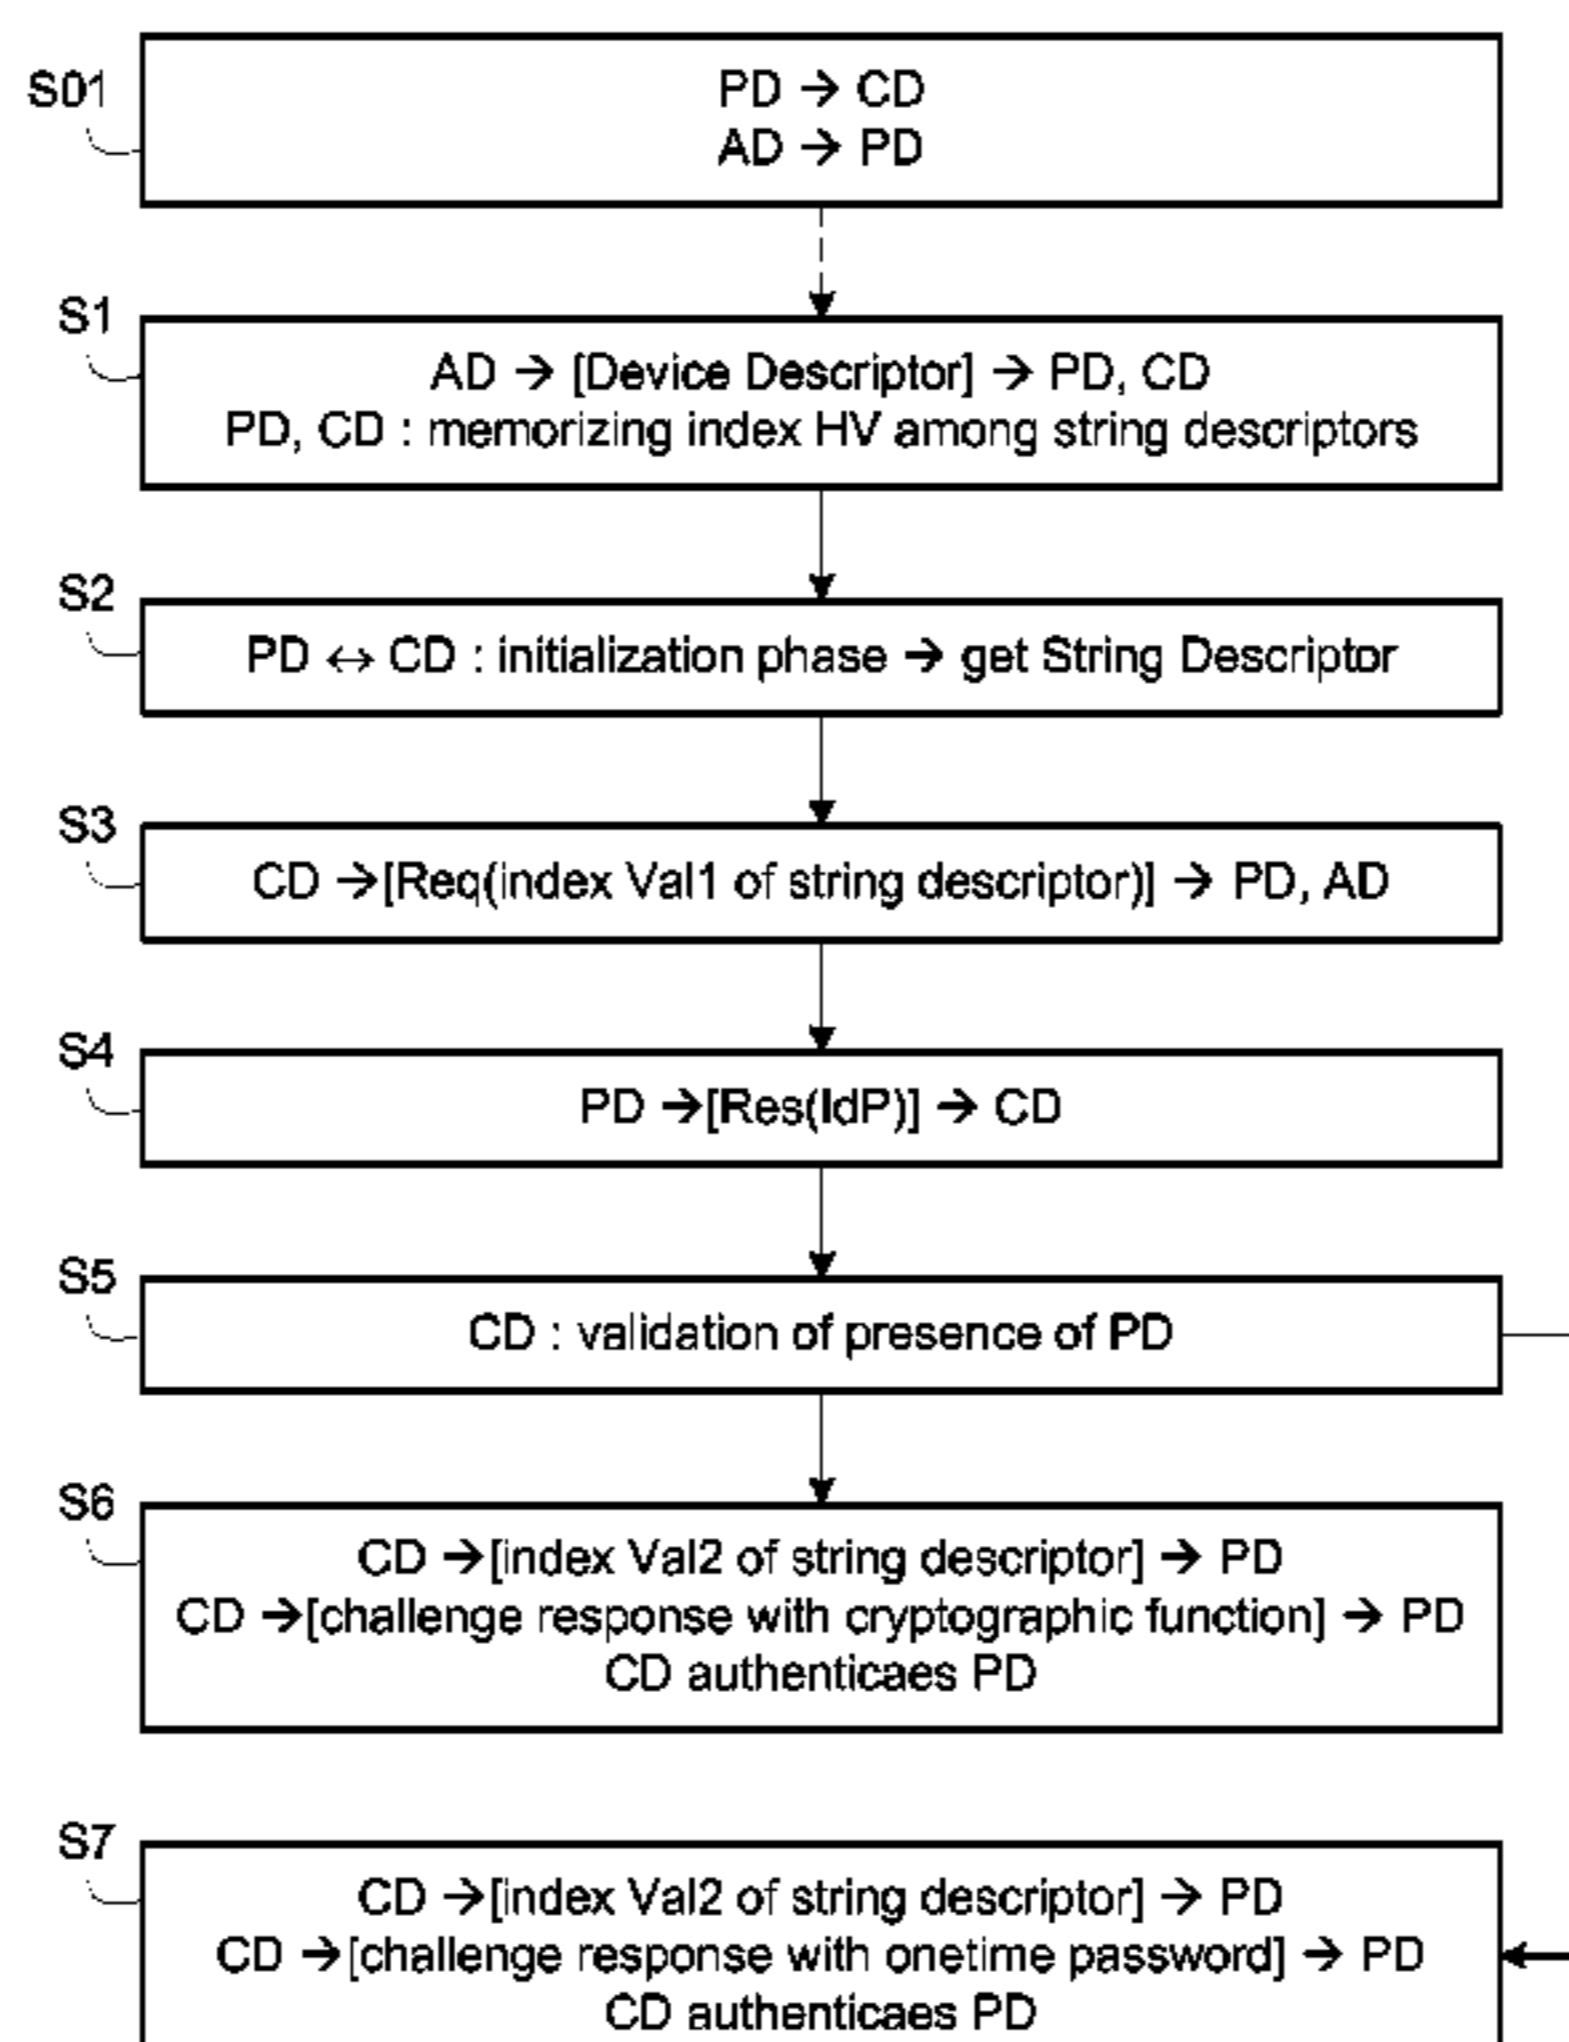 S01
PD → CD
AD → PD
S1
AD → [Device Descriptor] → PD, CD
PD, CD : memorizing index HV among string descriptors
S2
PD ↔ CD : initialization phase → get String Descriptor
S3
CD →[Req(index Val1 of string descriptor)] → PD, AD
S4
PD →[Res(IdP)] → CD
S5
CD : validation of presence of PD
S6
CD →[index Val2 of string descriptor] → PD
CD →[challenge response with cryptographic function] → PD
CD authenticaes PD
S7
CD →[index Val2 of string descriptor] → PD
CD →[challenge response with onetime password] → PD
CD authenticaes PD